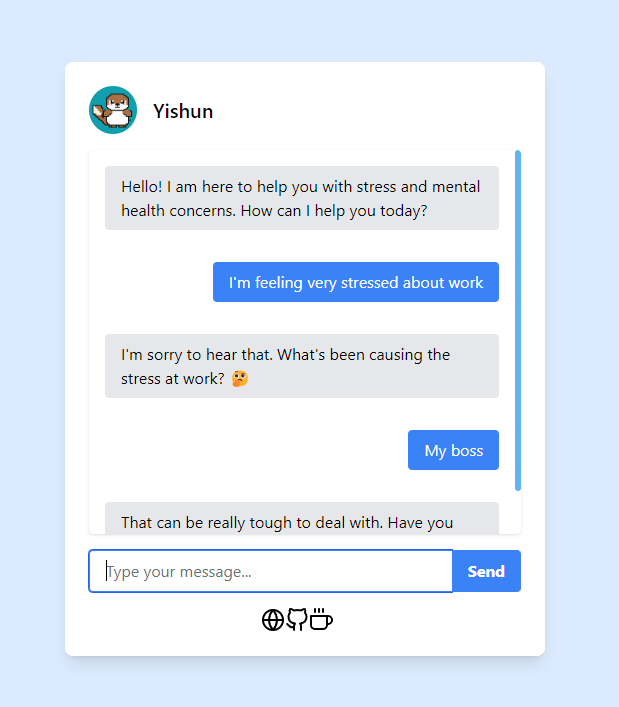 Yishun
Hello! I am here to help you with stress and mental
health concerns. How can I help you today?
I'm feeling very stressed about work
I'm sorry to hear that. What's been causing the
stress at work? 🤔
My boss
That can be really tough to deal with. Have you
Type your message...
Send